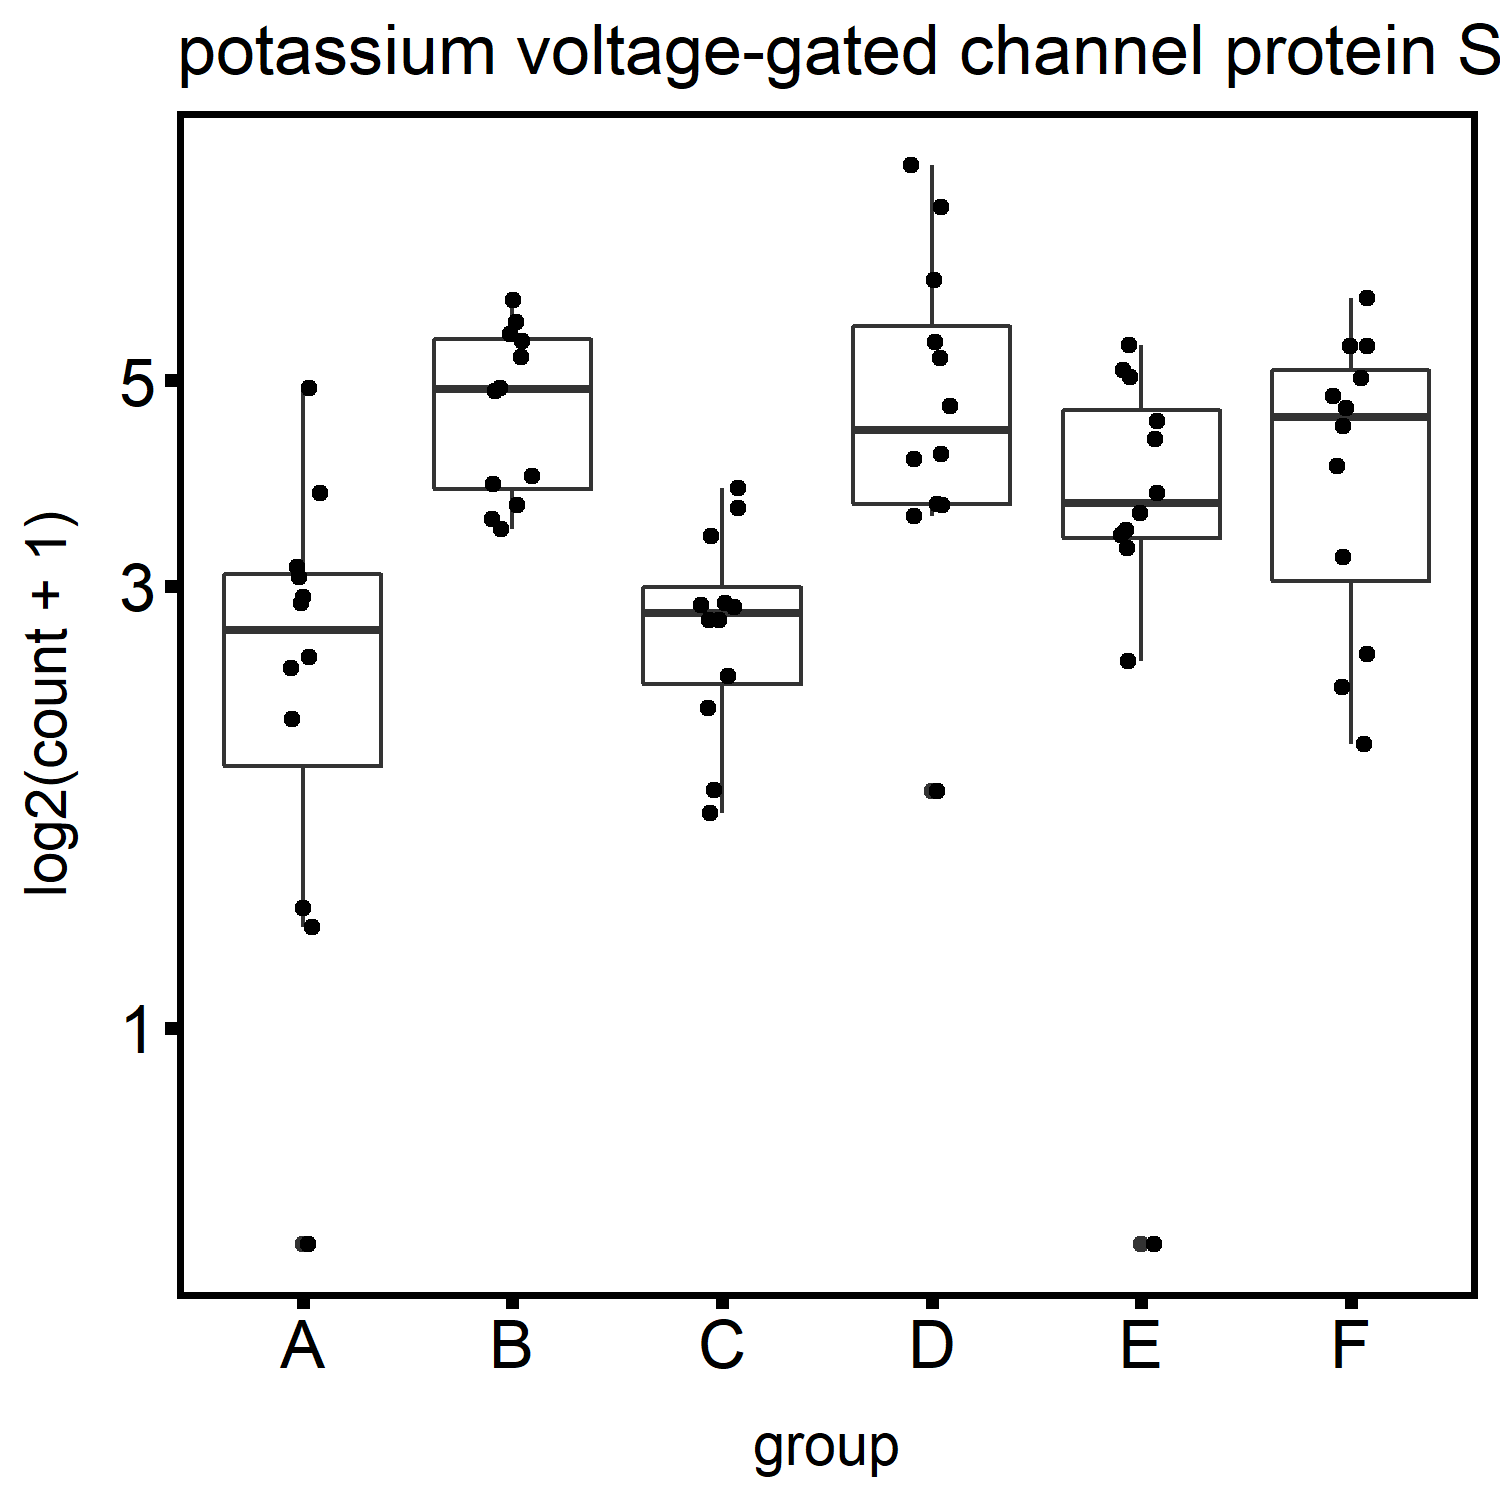 potassium voltage-gated channel protein S
log2(count + 1)
5
3
1
A B C D E F
group